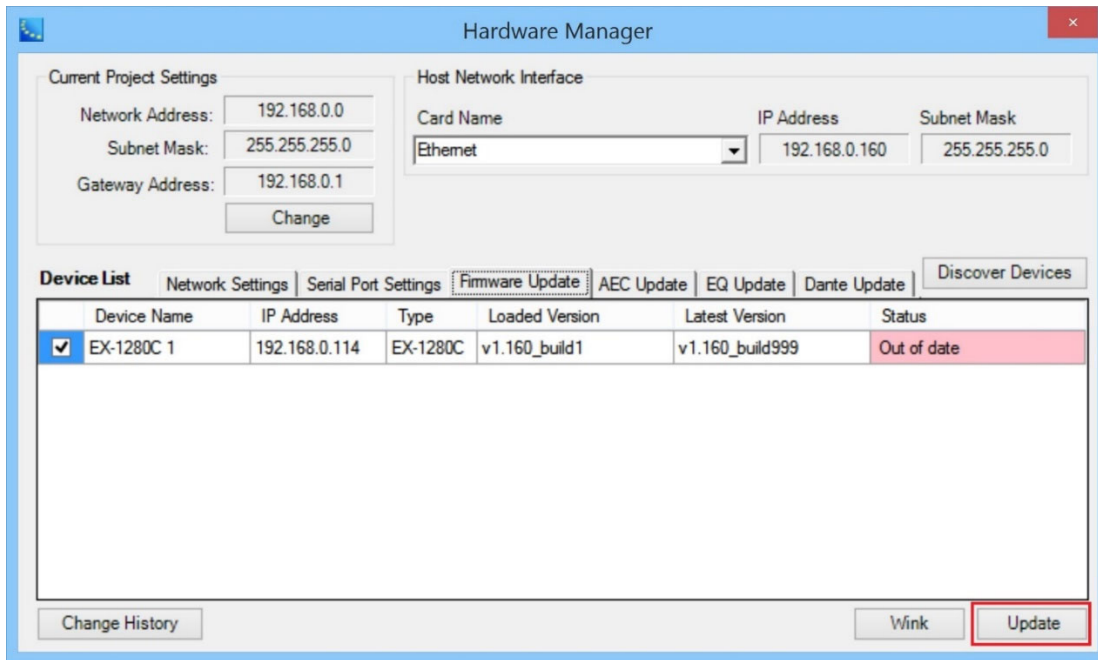 Hardware Manager
Current Project Settings
Network Address: 192.168.0.0
Subnet Mask: 255.255.255.0
Gateway Address: 192.168.0.1
Change
Host Network Interface
Card Name IP Address Subnet Mask
Ethernet 192.168.0.160 255.255.255.0
Device List Network Settings Serial Port Settings Firmware Update AEC Update EQ Update Dante Update Discover Devices
Device Name IP Address Type Loaded Version Latest Version Status
EX-1280C 1 192.168.0.114 EX-1280C v1.160_build1 v1.160_build999 Out of date
Change History Wink Update